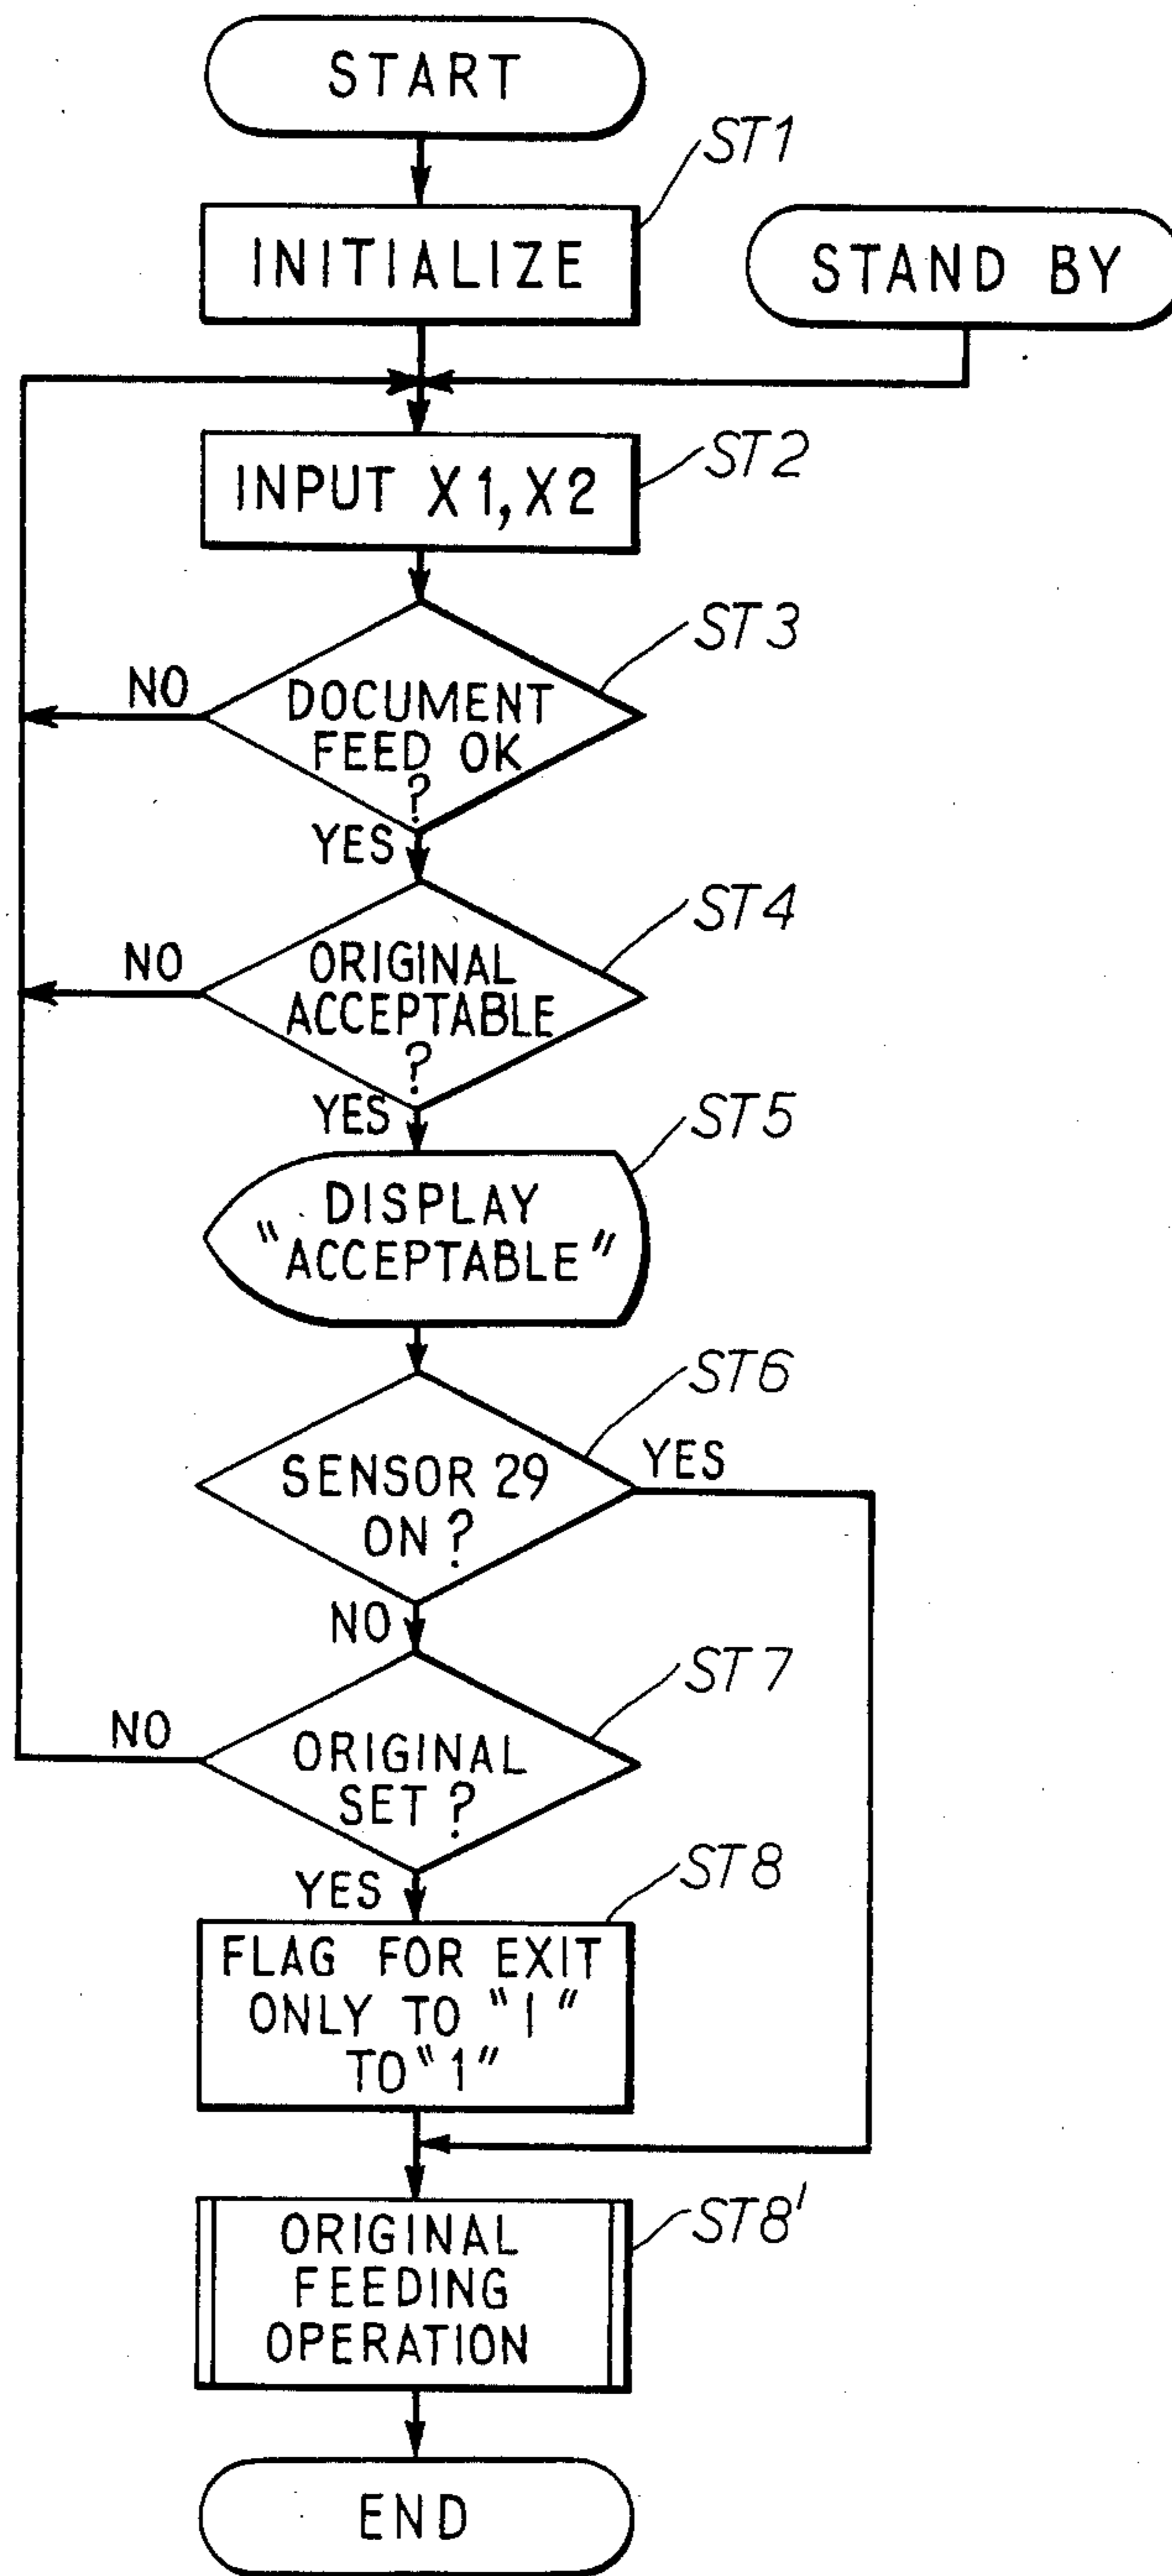 START
ST1
INITIALIZE
STAND BY
ST2
INPUT X1, X2
ST3
NO
DOCUMENT
FEED OK
?
YES
ST4
NO
ORIGINAL
ACCEPTABLE
?
YES
ST5
DISPLAY
"ACCEPTABLE"
ST6
YES
SENSOR 29
ON ?
NO
ST7
NO
ORIGINAL
SET ?
ST8
YES
FLAG FOR EXIT
ONLY TO "1"
TO "1"
ST8'
ORIGINAL
FEEDING
OPERATION
END